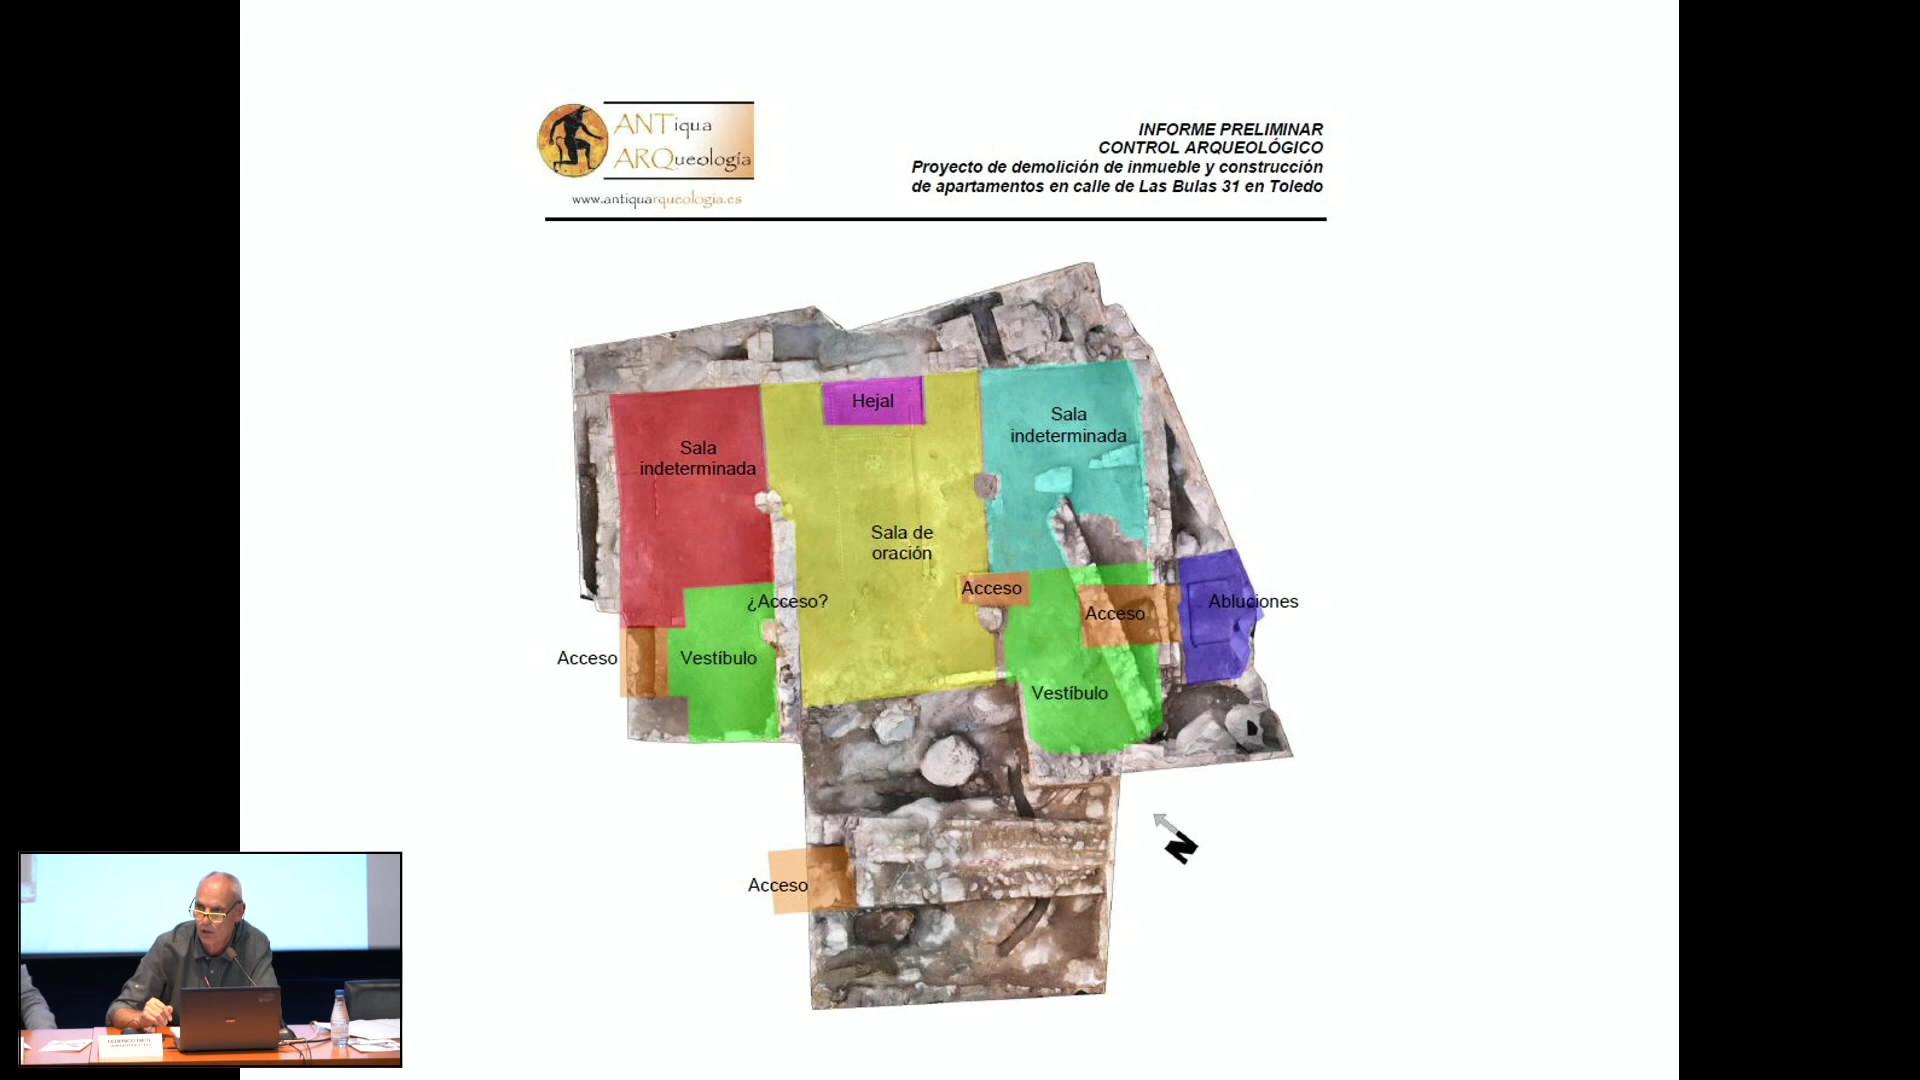 ANTiqua
ARQueología
www.antiquarqueologia.es
INFORME PRELIMINAR
CONTROL ARQUEOLÓGICO
Proyecto de demolición de inmueble y construcción
de apartamentos en calle de Las Bulas 31 en Toledo
Hejal
Sala
indeterminada
Sala
indeterminada
Sala de
oración
Acceso
¿Acceso?
Acceso
Abluciones
Acceso
Vestíbulo
Vestíbulo
Acceso
N